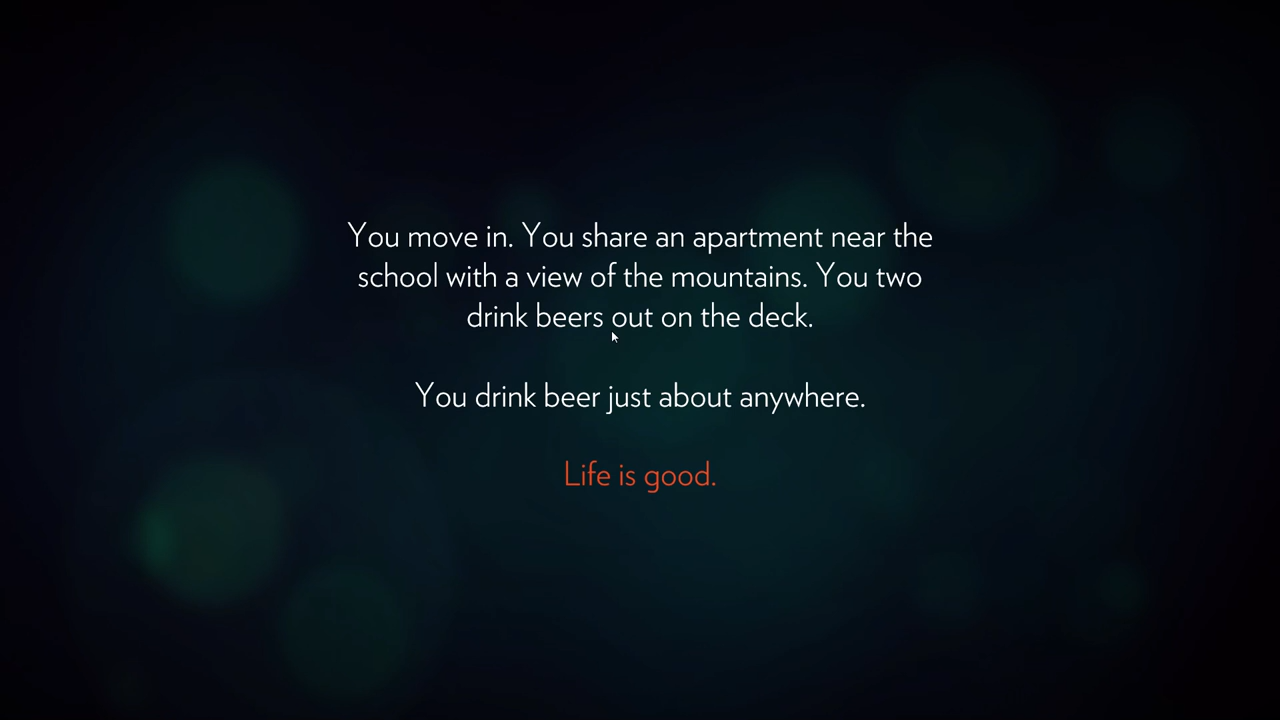 You move in. You share an apartment near the
school with a view of the mountains. You two
drink beers out on the deck.
You drink beer just about anywhere.
Life is good.